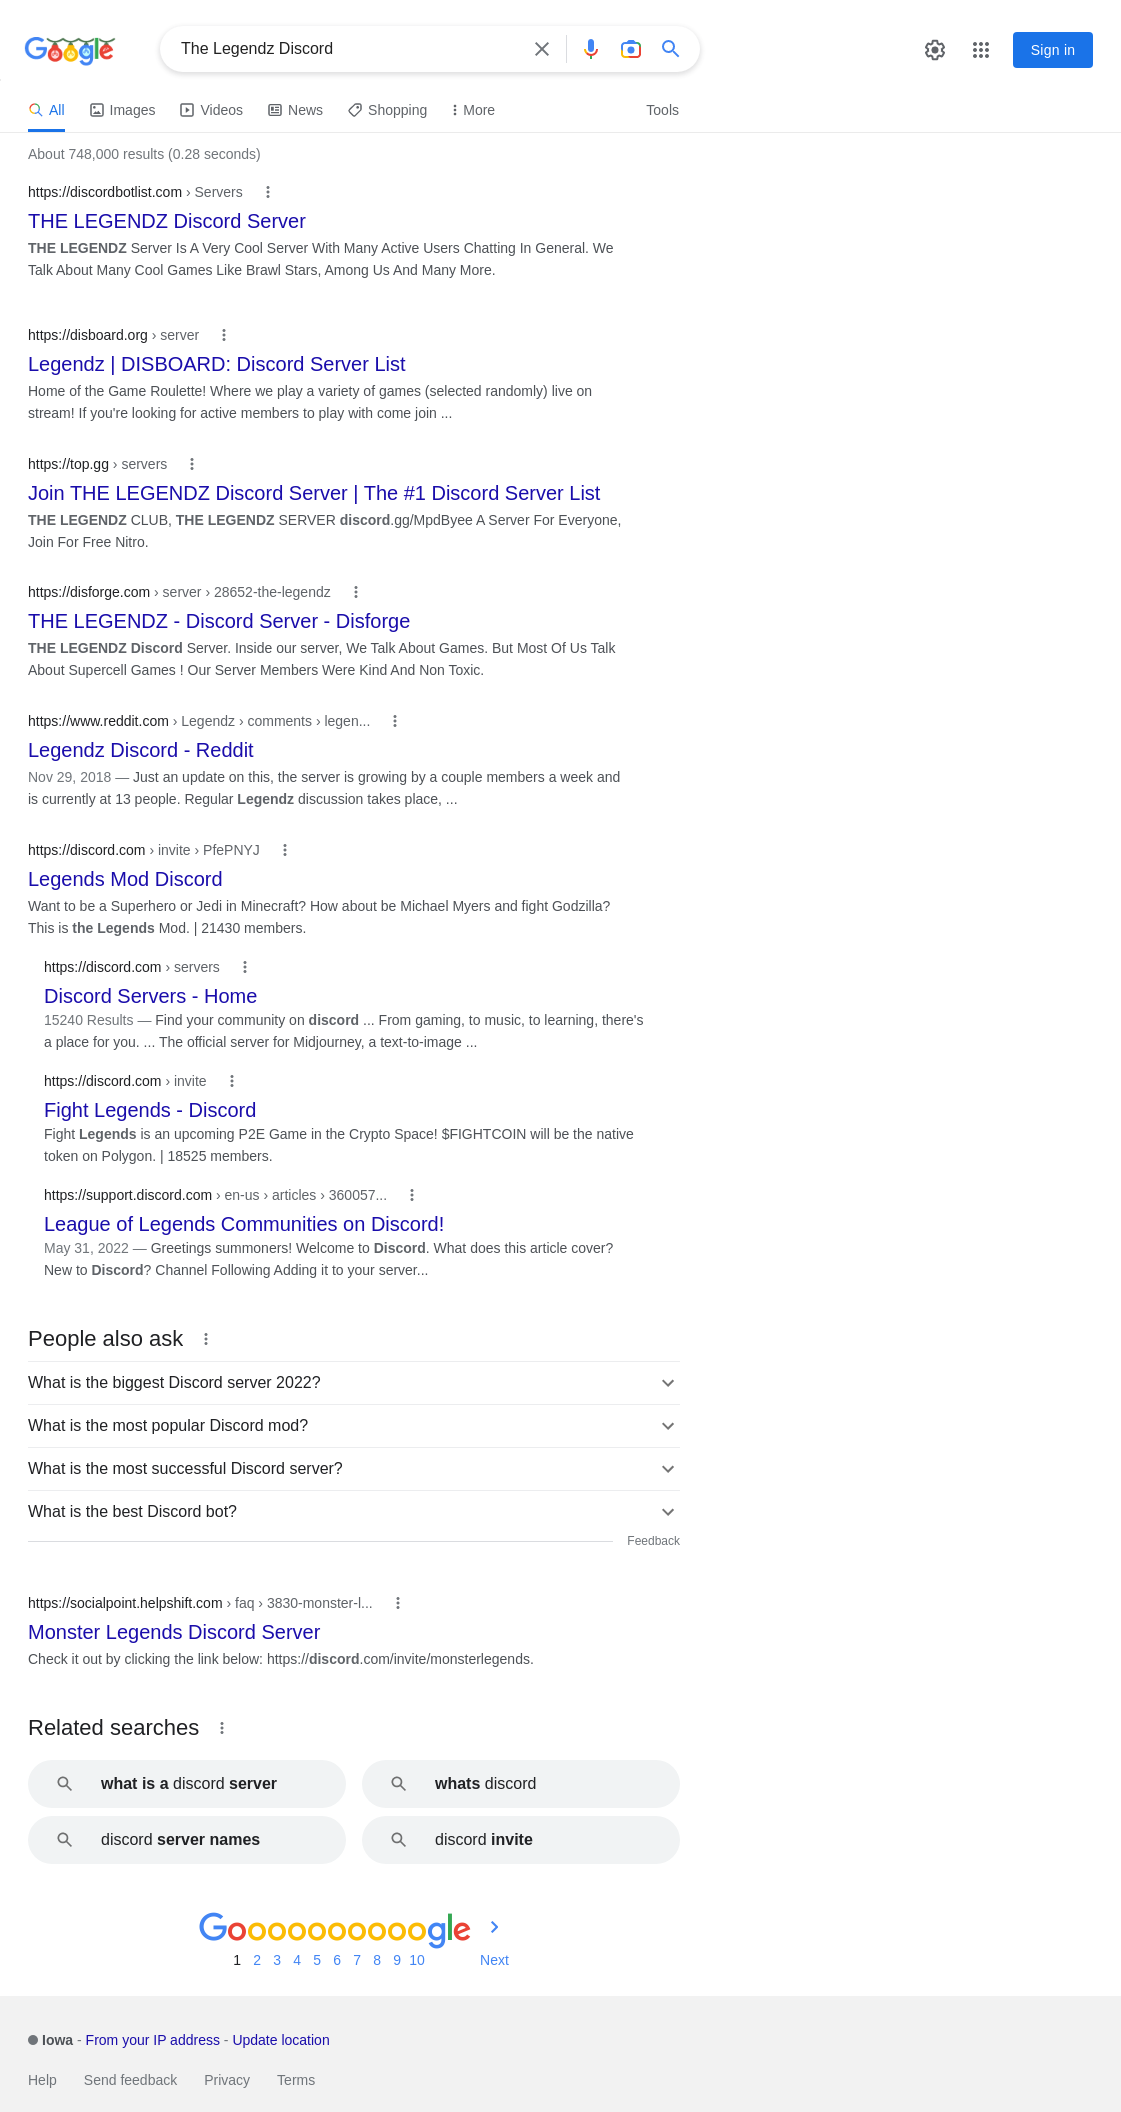 Google
The Legendz Discord
Sign in
All
Images
Videos
News
Shopping
More
Tools
About 748,000 results (0.28 seconds)
https://discordbotlist.com › Servers
THE LEGENDZ Discord Server
THE LEGENDZ Server Is A Very Cool Server With Many Active Users Chatting In General. We
Talk About Many Cool Games Like Brawl Stars, Among Us And Many More.
https://disboard.org › server
Legendz | DISBOARD: Discord Server List
Home of the Game Roulette! Where we play a variety of games (selected randomly) live on
stream! If you're looking for active members to play with come join ...
https://top.gg › servers
Join THE LEGENDZ Discord Server | The #1 Discord Server List
THE LEGENDZ CLUB, THE LEGENDZ SERVER discord.gg/MpdByee A Server For Everyone,
Join For Free Nitro.
https://disforge.com › server › 28652-the-legendz
THE LEGENDZ - Discord Server - Disforge
THE LEGENDZ Discord Server. Inside our server, We Talk About Games. But Most Of Us Talk
About Supercell Games ! Our Server Members Were Kind And Non Toxic.
https://www.reddit.com › Legendz › comments › legen...
Legendz Discord - Reddit
Nov 29, 2018 — Just an update on this, the server is growing by a couple members a week and
is currently at 13 people. Regular Legendz discussion takes place, ...
https://discord.com › invite › PfePNYJ
Legends Mod Discord
Want to be a Superhero or Jedi in Minecraft? How about be Michael Myers and fight Godzilla?
This is the Legends Mod. | 21430 members.
https://discord.com › servers
Discord Servers - Home
15240 Results — Find your community on discord ... From gaming, to music, to learning, there's
a place for you. ... The official server for Midjourney, a text-to-image ...
https://discord.com › invite
Fight Legends - Discord
Fight Legends is an upcoming P2E Game in the Crypto Space! $FIGHTCOIN will be the native
token on Polygon. | 18525 members.
https://support.discord.com › en-us › articles › 360057...
League of Legends Communities on Discord!
May 31, 2022 — Greetings summoners! Welcome to Discord. What does this article cover?
New to Discord? Channel Following Adding it to your server...
People also ask
What is the biggest Discord server 2022?
What is the most popular Discord mod?
What is the most successful Discord server?
What is the best Discord bot?
Feedback
https://socialpoint.helpshift.com › faq › 3830-monster-l...
Monster Legends Discord Server
Check it out by clicking the link below: https://discord.com/invite/monsterlegends.
Related searches
what is a discord server
whats discord
discord server names
discord invite
Goooooooooogle
1 2 3 4 5 6 7 8 9 10 Next
Iowa - From your IP address - Update location
Help Send feedback Privacy Terms